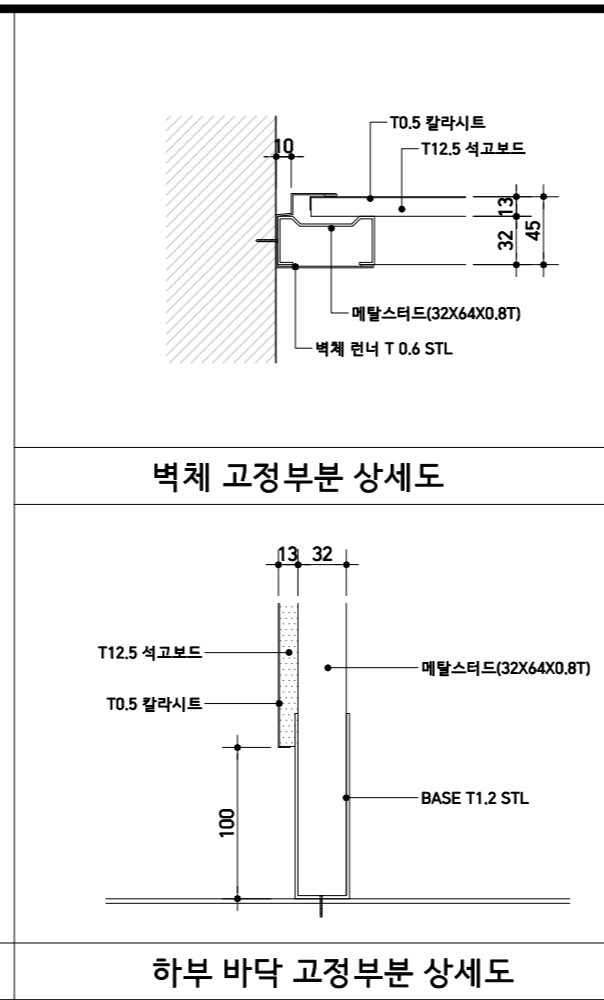 T0.5 칼라시트
10
T12.5 석고보드
13
32
45
메탈스터드(32X64X0.8T)
벽체 런너 T 0.6 STL
벽체 고정부분 상세도
13 32
T12.5 석고보드
메탈스터드(32X64X0.8T)
T0.5 칼라시트
BASE T1.2 STL
100
하부 바닥 고정부분 상세도